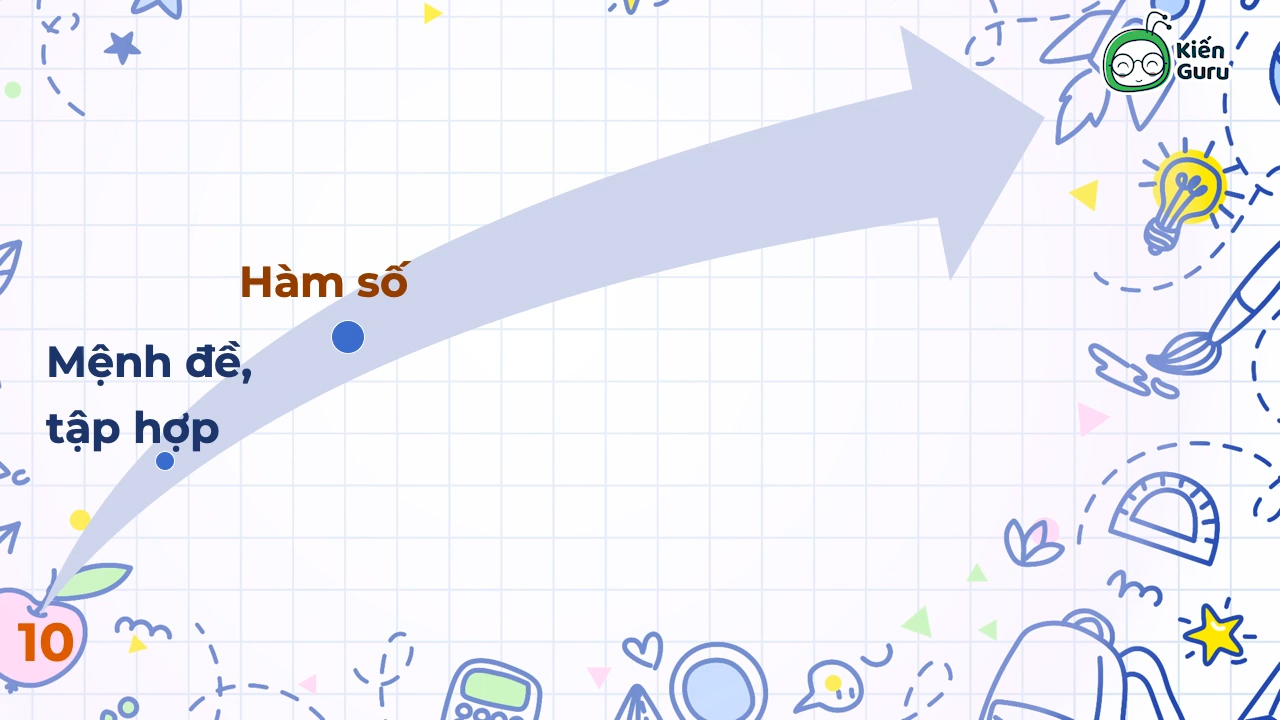 Kiến
Guru
Hàm số
Mệnh đề,
tập hợp
10